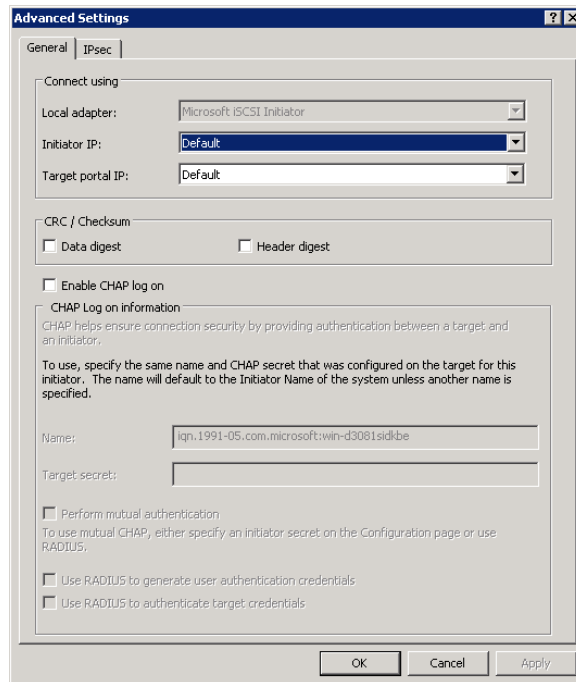 Advanced Settings
General
IPsec
Connect using
Local adapter:
Microsoft iSCSI Initiator
Initiator IP:
Default
Target portal IP:
Default
CRC / Checksum
Data digest
Header digest
Enable CHAP log on
CHAP Log on information
CHAP helps ensure connection security by providing authentication between a target and
an initiator.
To use, specify the same name and CHAP secret that was configured on the target for this
initiator. The name will default to the Initiator Name of the system unless another name is
specified.
Name:
iqn.1991-05.com.microsoft:win-d3081sidkbe
Target secret:
Perform mutual authentication
To use mutual CHAP, either specify an initiator secret on the Configuration page or use
RADIUS.
Use RADIUS to generate user authentication credentials
Use RADIUS to authenticate target credentials
OK
Cancel
Apply